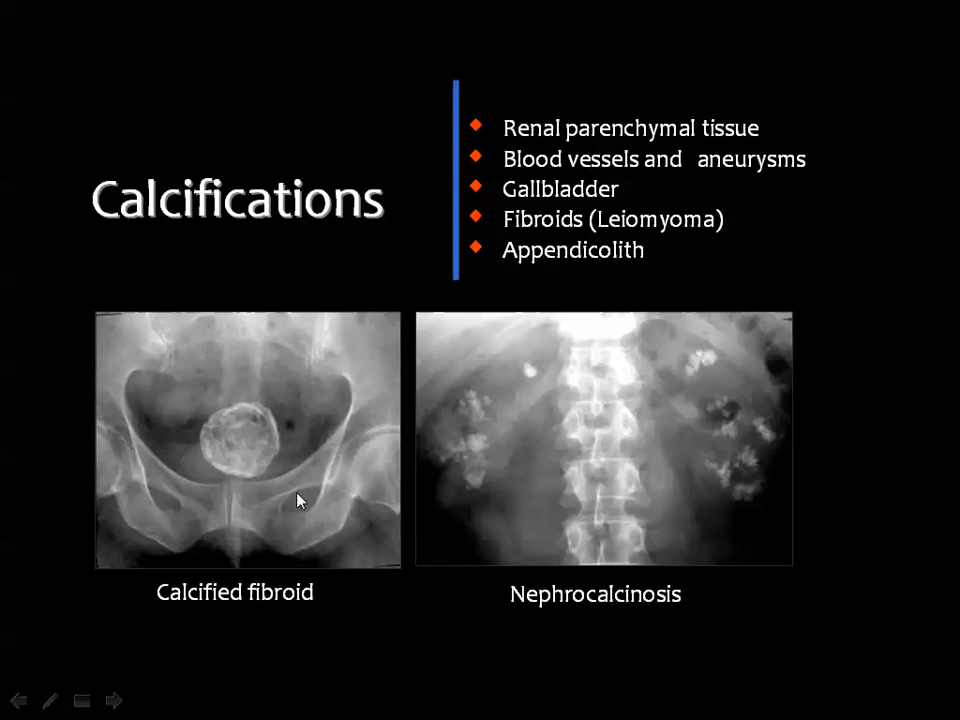 Calcifications
Renal parenchymal tissue
Blood vessels and aneurysms
Gallbladder
Fibroids (Leiomyoma)
Appendicolith
Calcified fibroid
Nephrocalcinosis